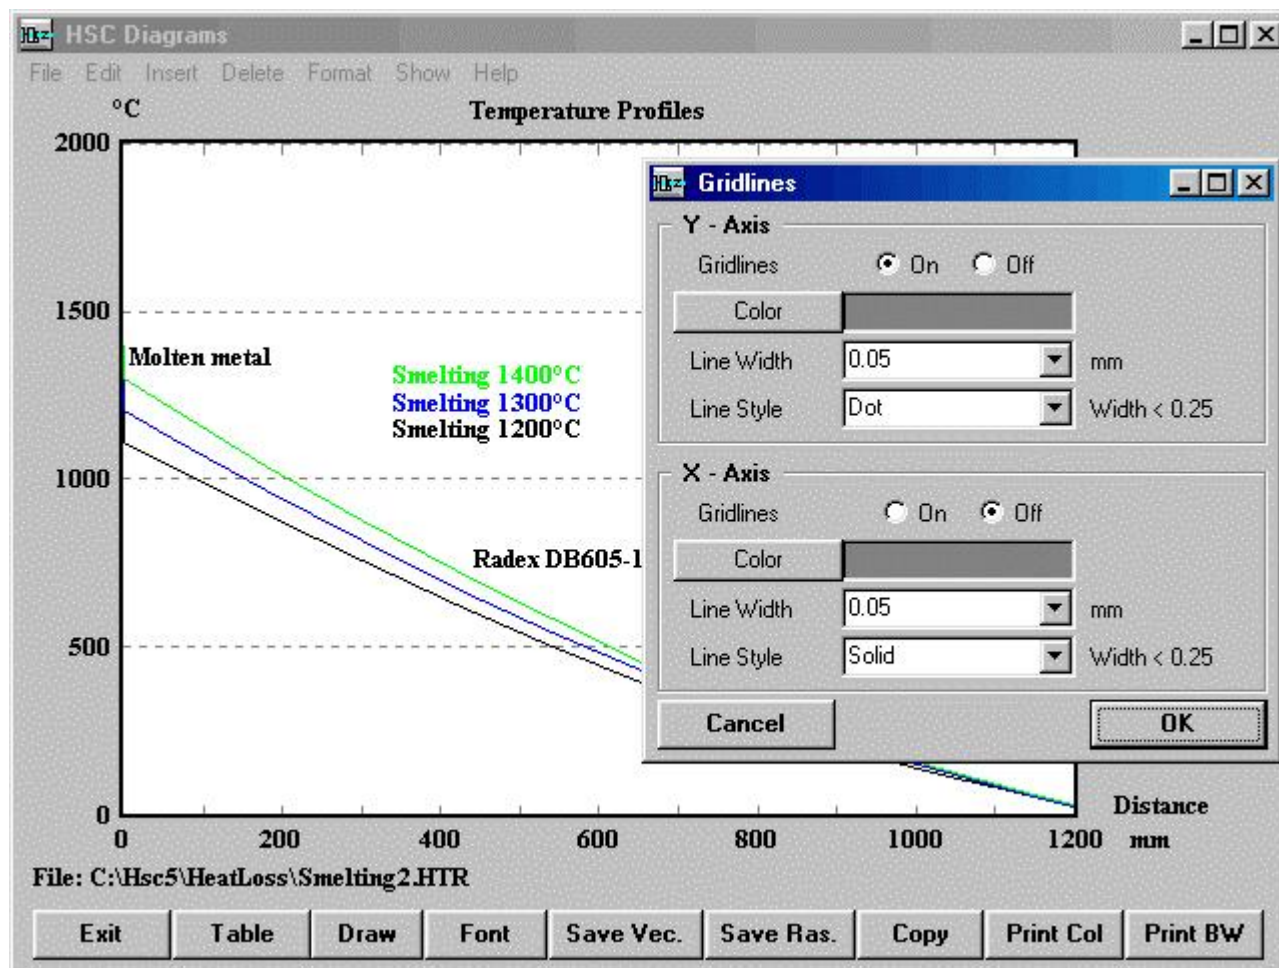 HSC Diagrams
File Edit Insert Delete Format Show Help
°C Temperature Profiles
2000
Gridlines
Y - Axis
Gridlines On Off
Color
1500
Molten metal
Line Width 0.05 mm
Smelting 1400°C
Smelting 1300°C
Line Style Dot Width < 0.25
Smelting 1200°C
1000
X - Axis
Gridlines On Off
Radex DB605-1
Color
Line Width 0.05 mm
500
Line Style Solid Width < 0.25
Cancel OK
0
Distance
0 200 400 600 800 1000 1200 mm
File: C:\Hsc5\HeatLoss\Smelting2.HTR
Exit Table Draw Font Save Vec. Save Ras. Copy Print Col Print BW